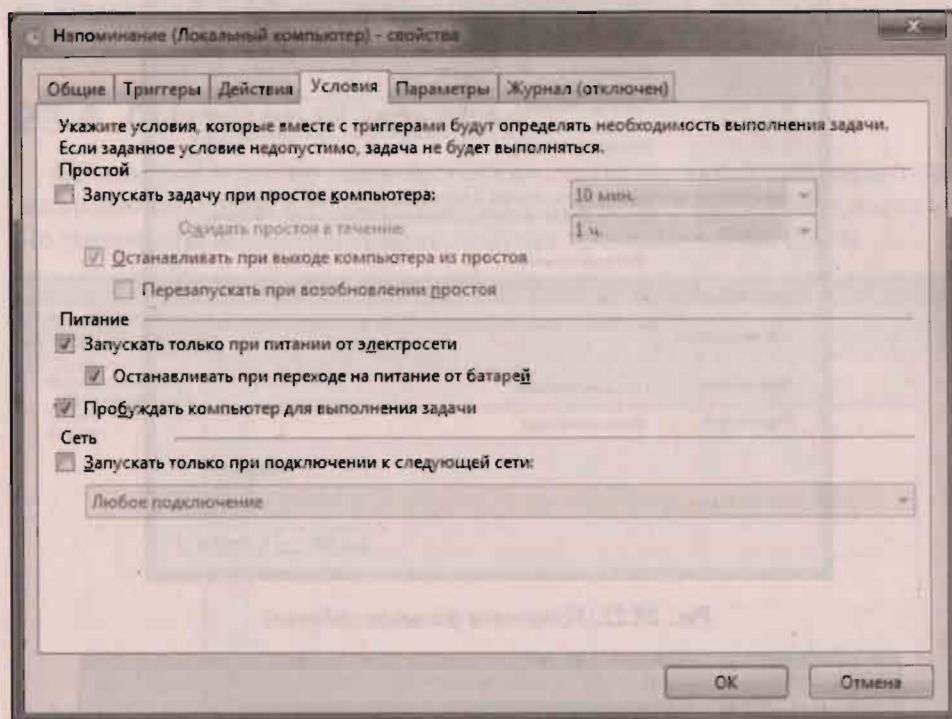 Напоминание (Локальный компьютер) - свойства
Общие Триггеры Действия Условия Параметры Журнал (отключен)
Укажите условия, которые вместе с триггерами будут определять необходимость выполнения задачи.
Если заданное условие недопустимо, задача не будет выполняться.
Простой
Запускать задачу при простое компьютера: 10 мин.
Ожидать простоя в течение: 1 ч.
Останавливать при выходе компьютера из простоя
Перезапускать при возобновлении простоя
Питание
Запускать только при питании от электросети
Останавливать при переходе на питание от батарей
Пробуждать компьютер для выполнения задачи
Сеть
Запускать только при подключении к следующей сети:
Любое подключение
OK Отмена